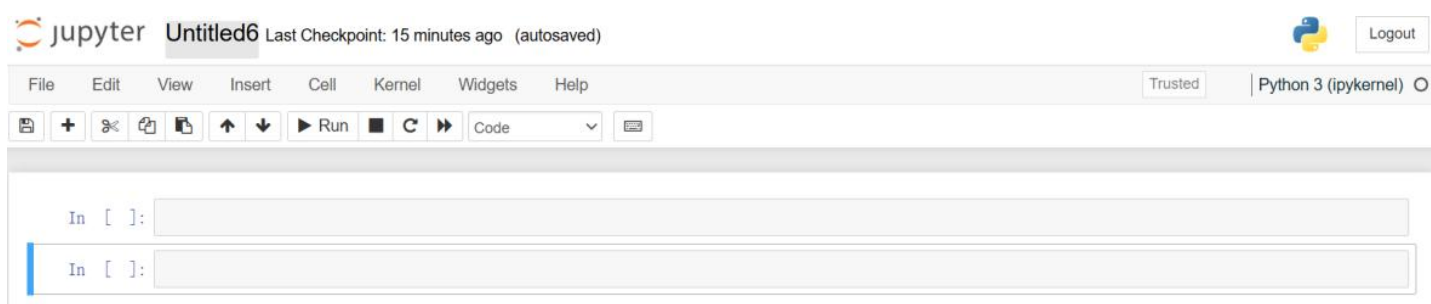 jupyter Untitled6 Last Checkpoint: 15 minutes ago (autosaved) Logout
File Edit View Insert Cell Kernel Widgets Help Trusted Python 3 (ipykernel)
Run Code
In [ ]:
In [ ]: